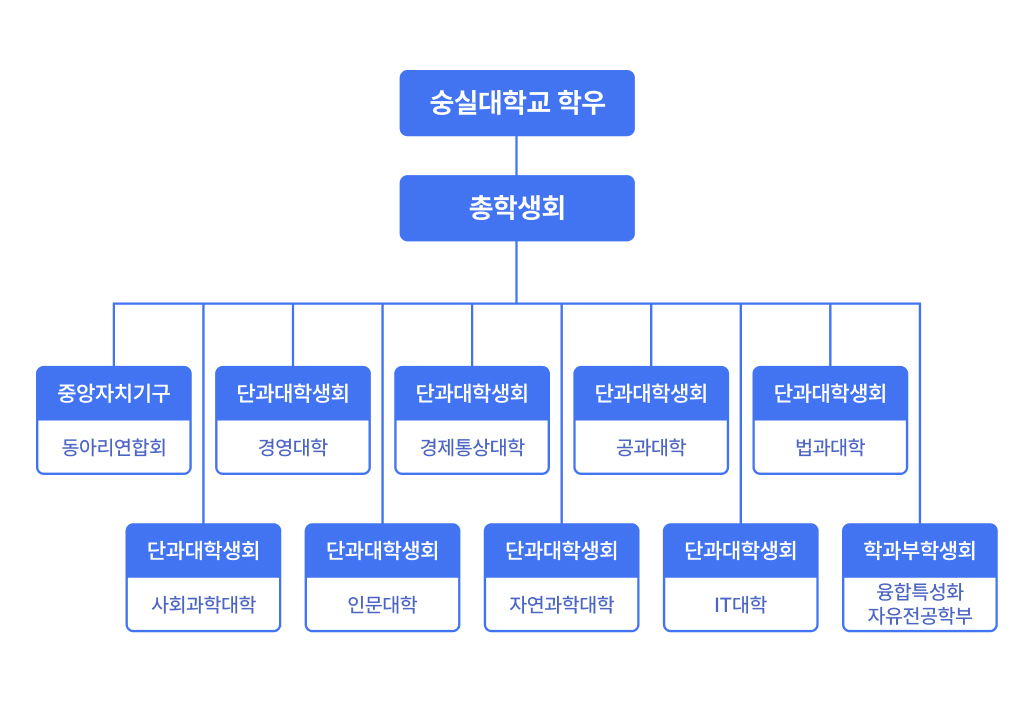 숭실대학교 학우
총학생회
중앙자치기구
동아리연합회
단과대학생회
경영대학
단과대학생회
경제통상대학
단과대학생회
공과대학
단과대학생회
법과대학
단과대학생회
사회과학대학
단과대학생회
인문대학
단과대학생회
자연과학대학
단과대학생회
IT대학
학과부학생회
융합특성화
자유전공학부